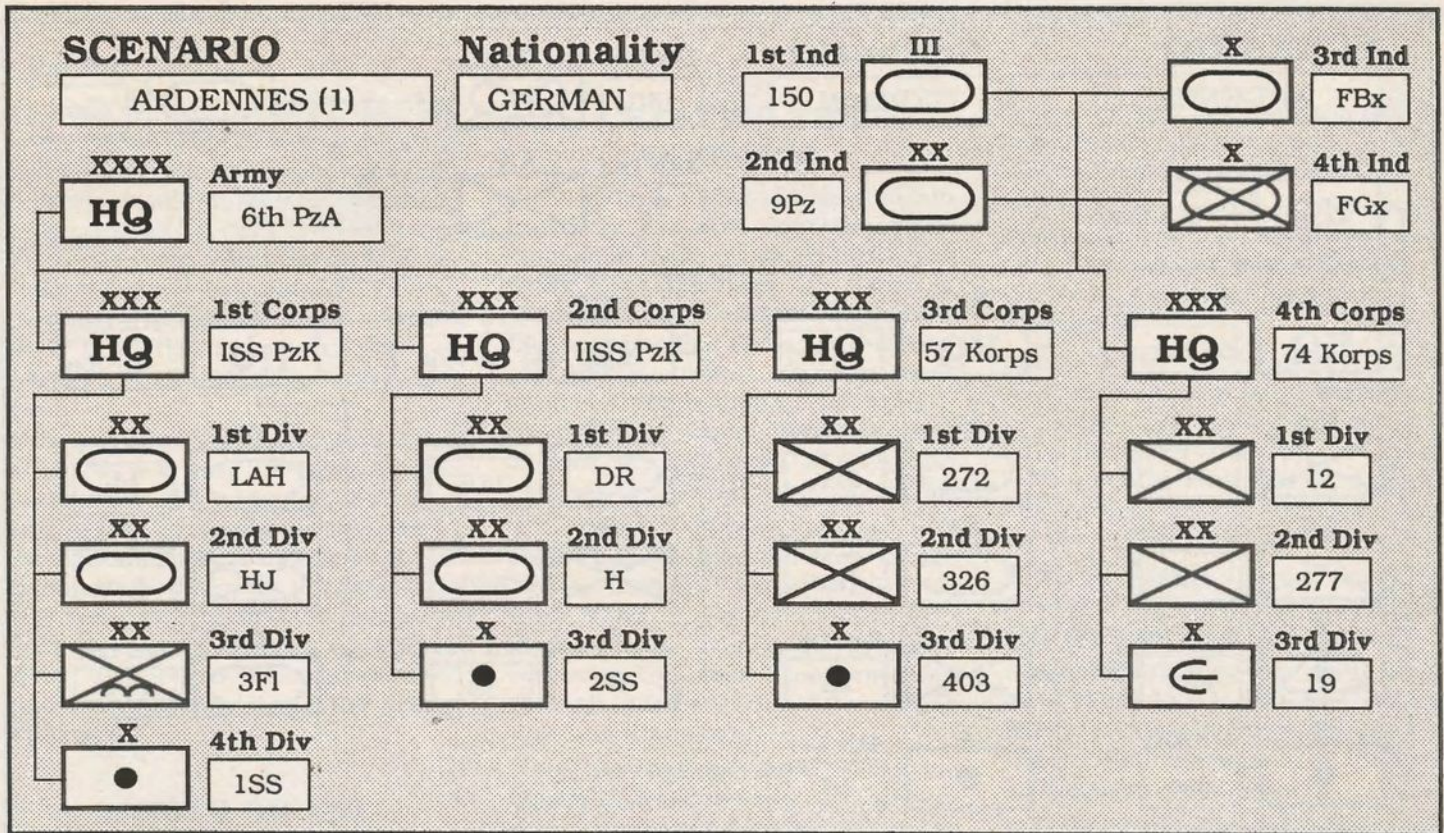 SCENARIO
ARDENNES (1)
Nationality
GERMAN
1st Ind
150
III
X
3rd Ind
FBx
2nd Ind
9Pz
XX
X
4th Ind
FGx
XXXX
HQ
Army
6th PzA
XXX
HQ
1st Corps
ISS PzK
XXX
HQ
2nd Corps
IISS PzK
XXX
HQ
3rd Corps
57 Korps
XXX
HQ
4th Corps
74 Korps
XX
1st Div
LAH
XX
1st Div
DR
XX
1st Div
272
XX
1st Div
12
XX
2nd Div
HJ
XX
2nd Div
H
XX
2nd Div
326
XX
2nd Div
277
XX
3rd Div
3Fl
X
3rd Div
2SS
X
3rd Div
403
X
3rd Div
19
X
4th Div
1SS